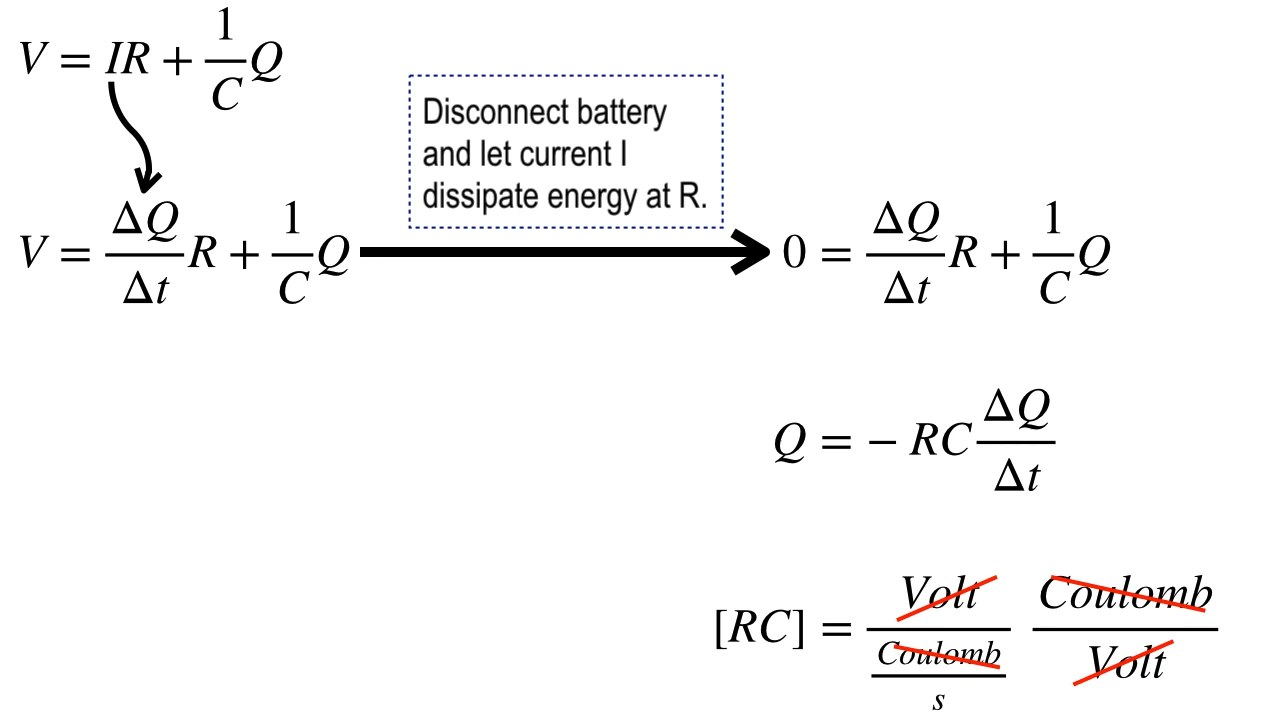 V = IR + 1/C Q
Disconnect battery
and let current I
dissipate energy at R.
V = ΔQ/Δt R + 1/C Q
0 = ΔQ/Δt R + 1/C Q
Q = − RC ΔQ/Δt
[RC] = Volt/(Coulomb/s) Coulomb/Volt